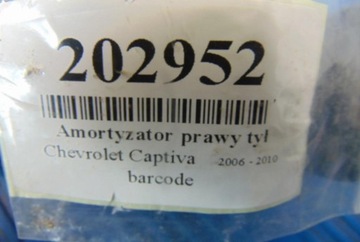 202952
Amortyzator prawy tył
Chevrolet Captiva 2006 - 2010
barcode